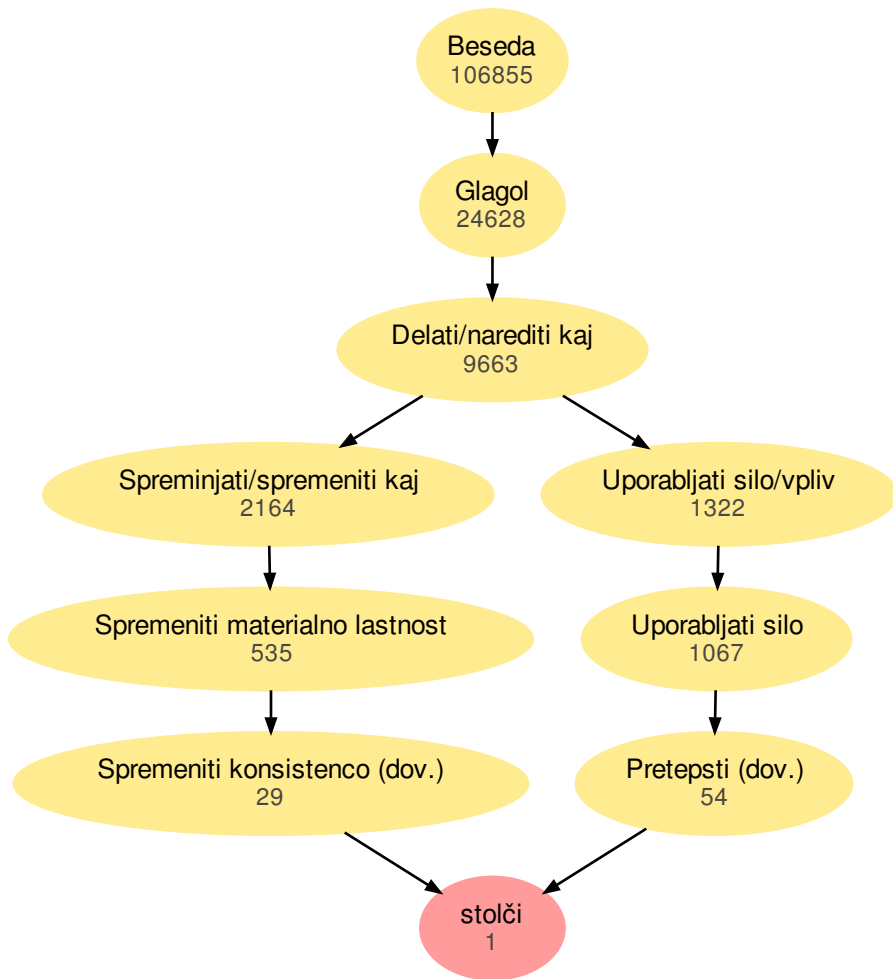 Beseda
106855
Glagol
24628
Delati/narediti kaj
9663
Spreminjati/spremeniti kaj
2164
Uporabljati silo/vpliv
1322
Spremeniti materialno lastnost
535
Uporabljati silo
1067
Spremeniti konsistenco (dov.)
29
Pretepsti (dov.)
54
stolči
1